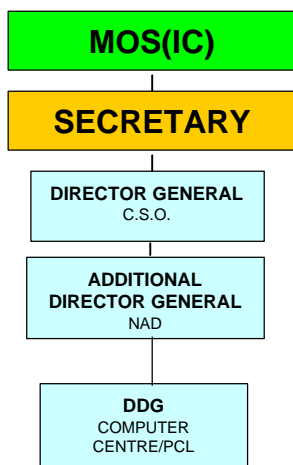 MOS(IC)
SECRETARY
DIRECTOR GENERAL
C.S.O.
ADDITIONAL
DIRECTOR GENERAL
NAD
DDG
COMPUTER
CENTRE/PCL